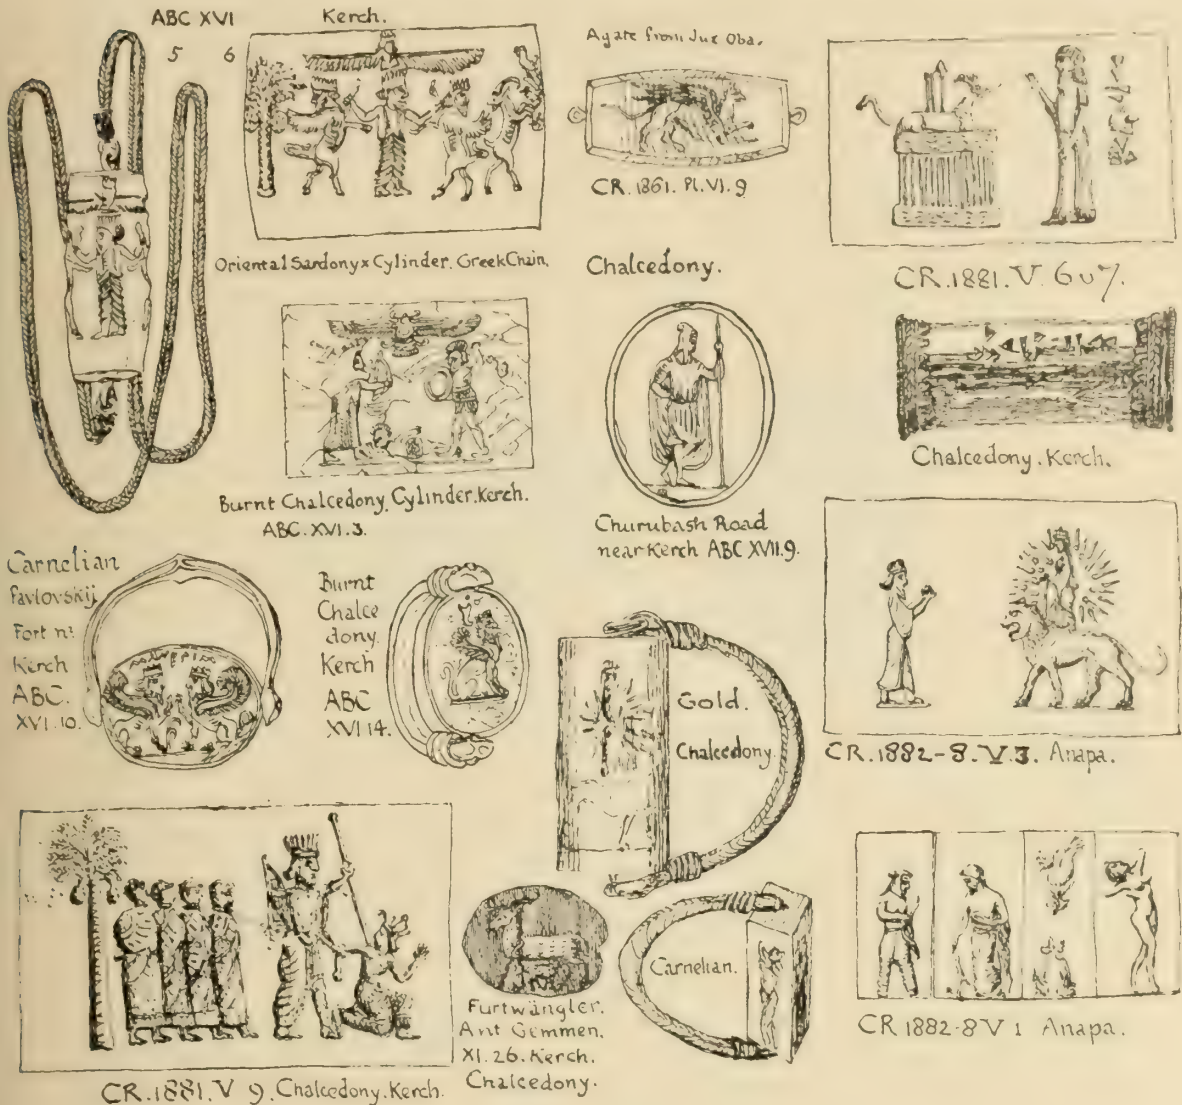 ABC XVI
5 6
Kerch.
Oriental Sardonyx Cylinder. Greek Chain.
Agate from Juz Oba.
CR. 1861. Pl. VI. 9
CR. 1881. V. 6 u 7.
Chalcedony. Kerch.
Burnt Chalcedony Cylinder. Kerch.
ABC. XVI. 3.
Chalcedony.
Churubash Road
near Kerch ABC XVII. 9.
Carnelian
Pavlovskij
Fort nr
Kerch
ABC.
XVI. 10.
Burnt
Chalce
dony.
Kerch
ABC
XVI 14.
Gold.
Chalcedony.
CR. 1882-8. V. 3. Anapa.
CR. 1881. V 9. Chalcedony. Kerch.
Furtwängler.
Ant Gemmen.
XI. 26. Kerch.
Chalcedony.
Carnelian.
CR 1882-8 V 1 Anapa.